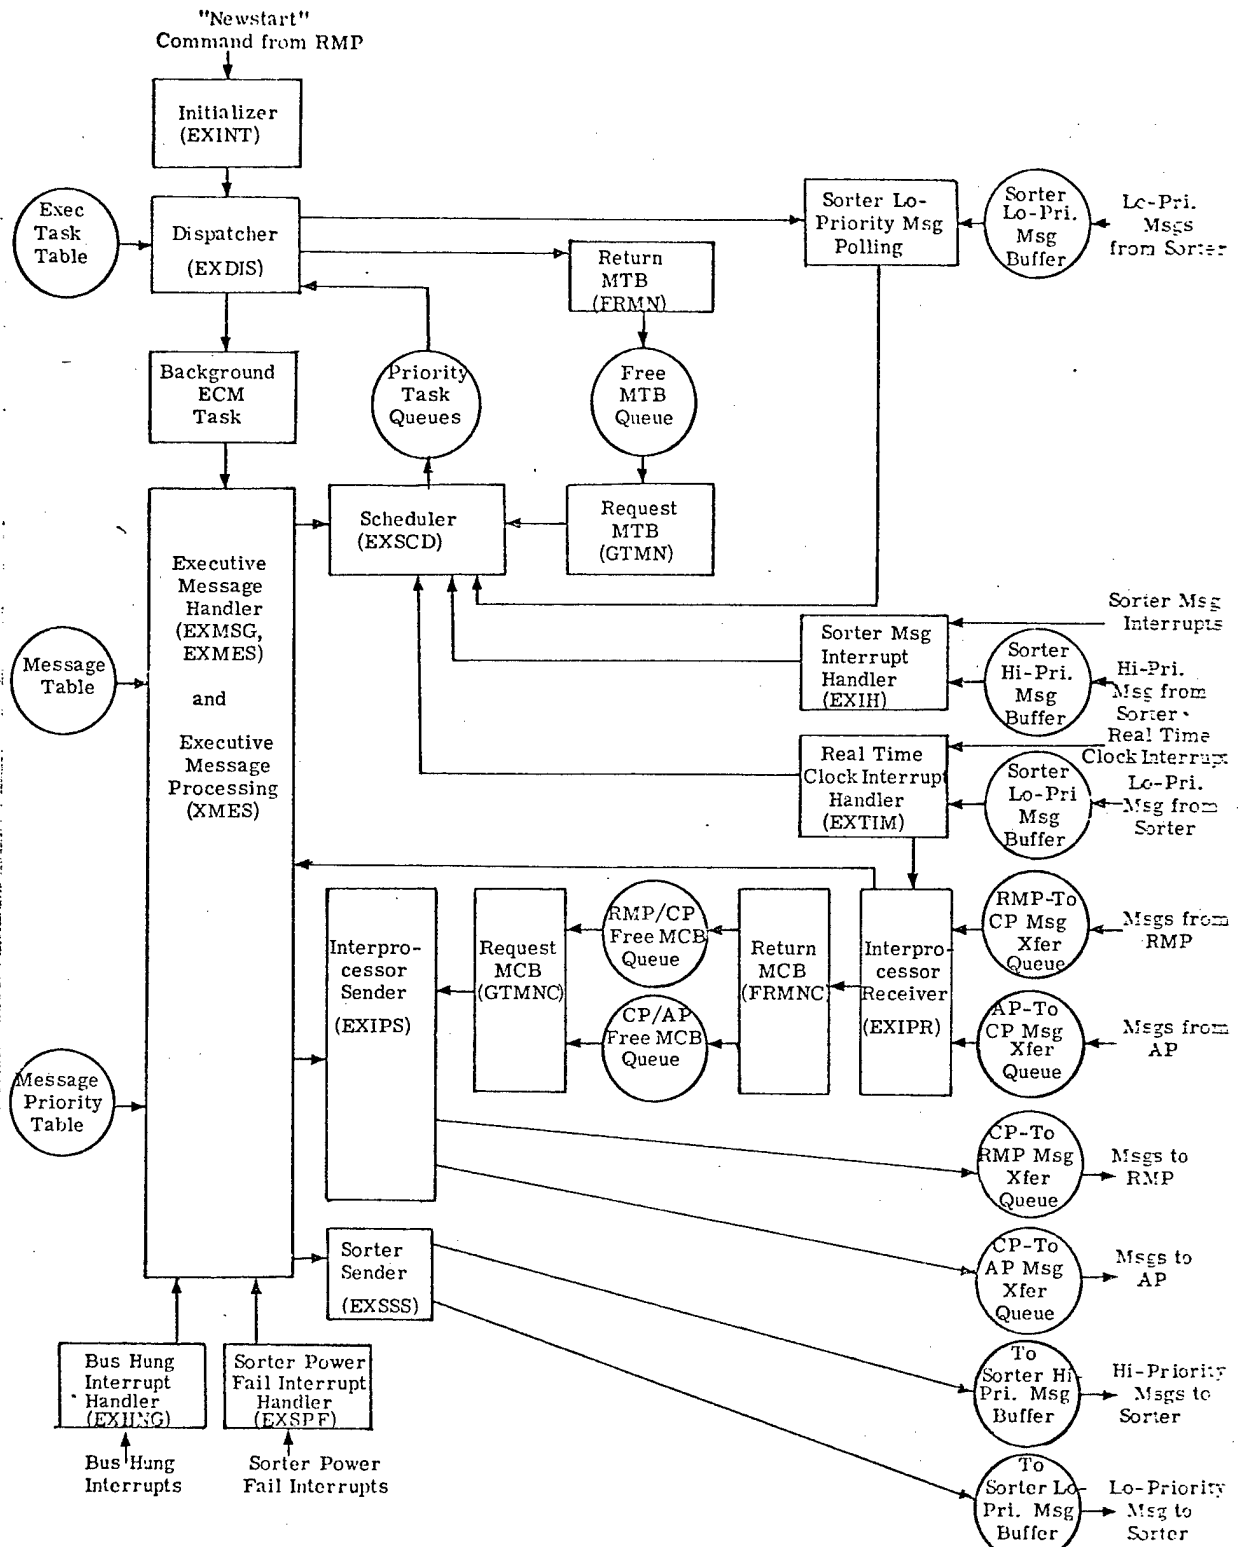 "Newstart"
Command from RMP
Initializer
(EXINT)
Exec
Task
Table
Dispatcher
(EXDIS)
Return
MTB
(FRMN)
Sorter Lo-
Priority Msg
Polling
Sorter
Lo-Pri.
Msg
Buffer
Lo-Pri.
Msgs
from Sorter
Background
ECM
Task
Priority
Task
Queues
Free
MTB
Queue
Scheduler
(EXSCD)
Request
MTB
(GTMN)
Executive
Message
Handler
(EXMSG,
EXMES)
and
Executive
Message
Processing
(XMES)
Message
Table
Message
Priority
Table
Sorter Msg
Interrupt
Handler
(EXIH)
Sorter Msg
Interrupts
Sorter
Hi-Pri.
Msg
Buffer
Hi-Pri.
Msg from
Sorter
Real Time
Clock Interrupt
Handler
(EXTIM)
Real Time
Clock Interrupt
Sorter
Lo-Pri
Msg
Buffer
Lo-Pri.
Msg from
Sorter
Interpro-
cessor
Sender
(EXIPS)
Request
MCB
(GTMNC)
RMP/CP
Free MCB
Queue
CP/AP
Free MCB
Queue
Return
MCB
(FRMNC
Interpro-
cessor
Receiver
(EXIPR)
RMP-To
CP Msg
Xfer
Queue
Msgs from
RMP
AP-To
CP Msg
Xfer
Queue
Msgs from
AP
CP-To
RMP Msg
Xfer
Queue
Msgs to
RMP
CP-To
AP Msg
Xfer
Queue
Msgs to
AP
Sorter
Sender
(EXSSS)
To
Sorter Hi-
Pri. Msg
Buffer
Hi-Priority
Msgs to
Sorter
To
Sorter Lo-
Pri. Msg
Buffer
Lo-Priority
Msg to
Sorter
Bus Hung
Interrupt
Handler
(EXHNG)
Sorter Power
Fail Interrupt
Handler
(EXSPF)
Bus Hung
Interrupts
Sorter Power
Fail Interrupts